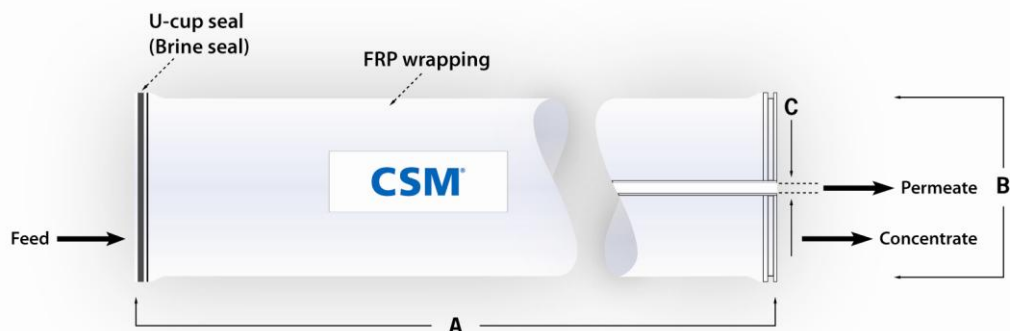 U-cup seal
(Brine seal)
FRP wrapping
C
CSM®
Permeate
B
Feed
Concentrate
A